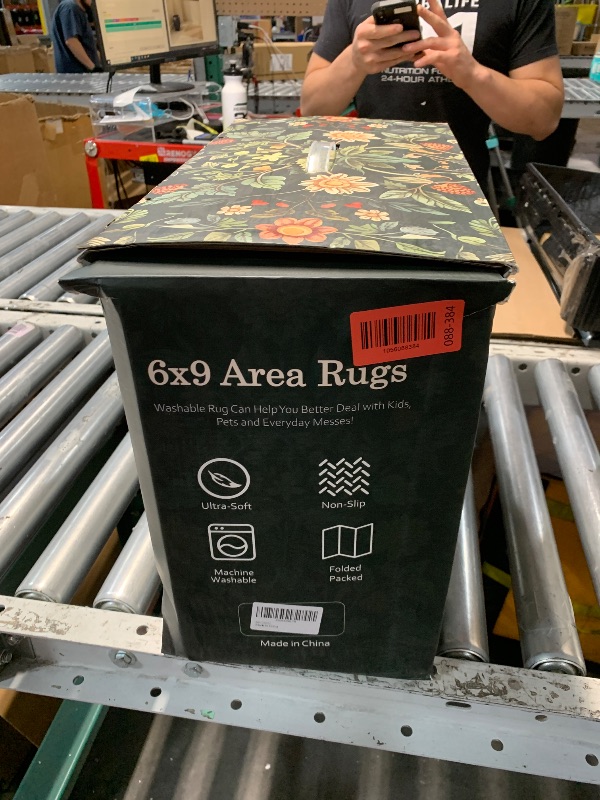 24-HOUR ATH
088-384
1056088384
6x9 Area Rugs
Washable Rug Can Help You Better Deal with Kids,
Pets and Everyday Messes!
Ultra-Soft
Non-Slip
Machine
Washable
Folded
Packed
Made in China